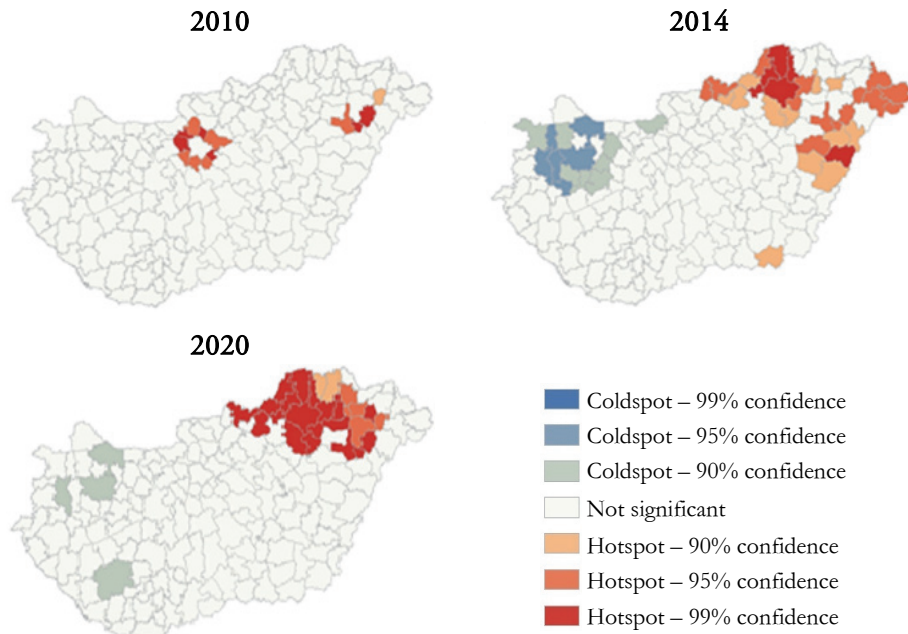 2010
2014
2020
Coldspot – 99% confidence
Coldspot – 95% confidence
Coldspot – 90% confidence
Not significant
Hotspot – 90% confidence
Hotspot – 95% confidence
Hotspot – 99% confidence